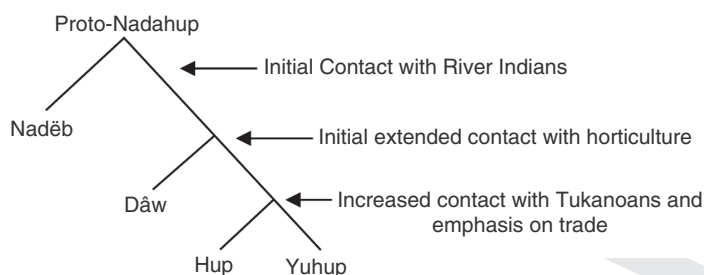 Proto-Nadahup
Initial Contact with River Indians
Nadëb
Initial extended contact with horticulture
Dâw
Increased contact with Tukanoans and
emphasis on trade
Hup
Yuhup